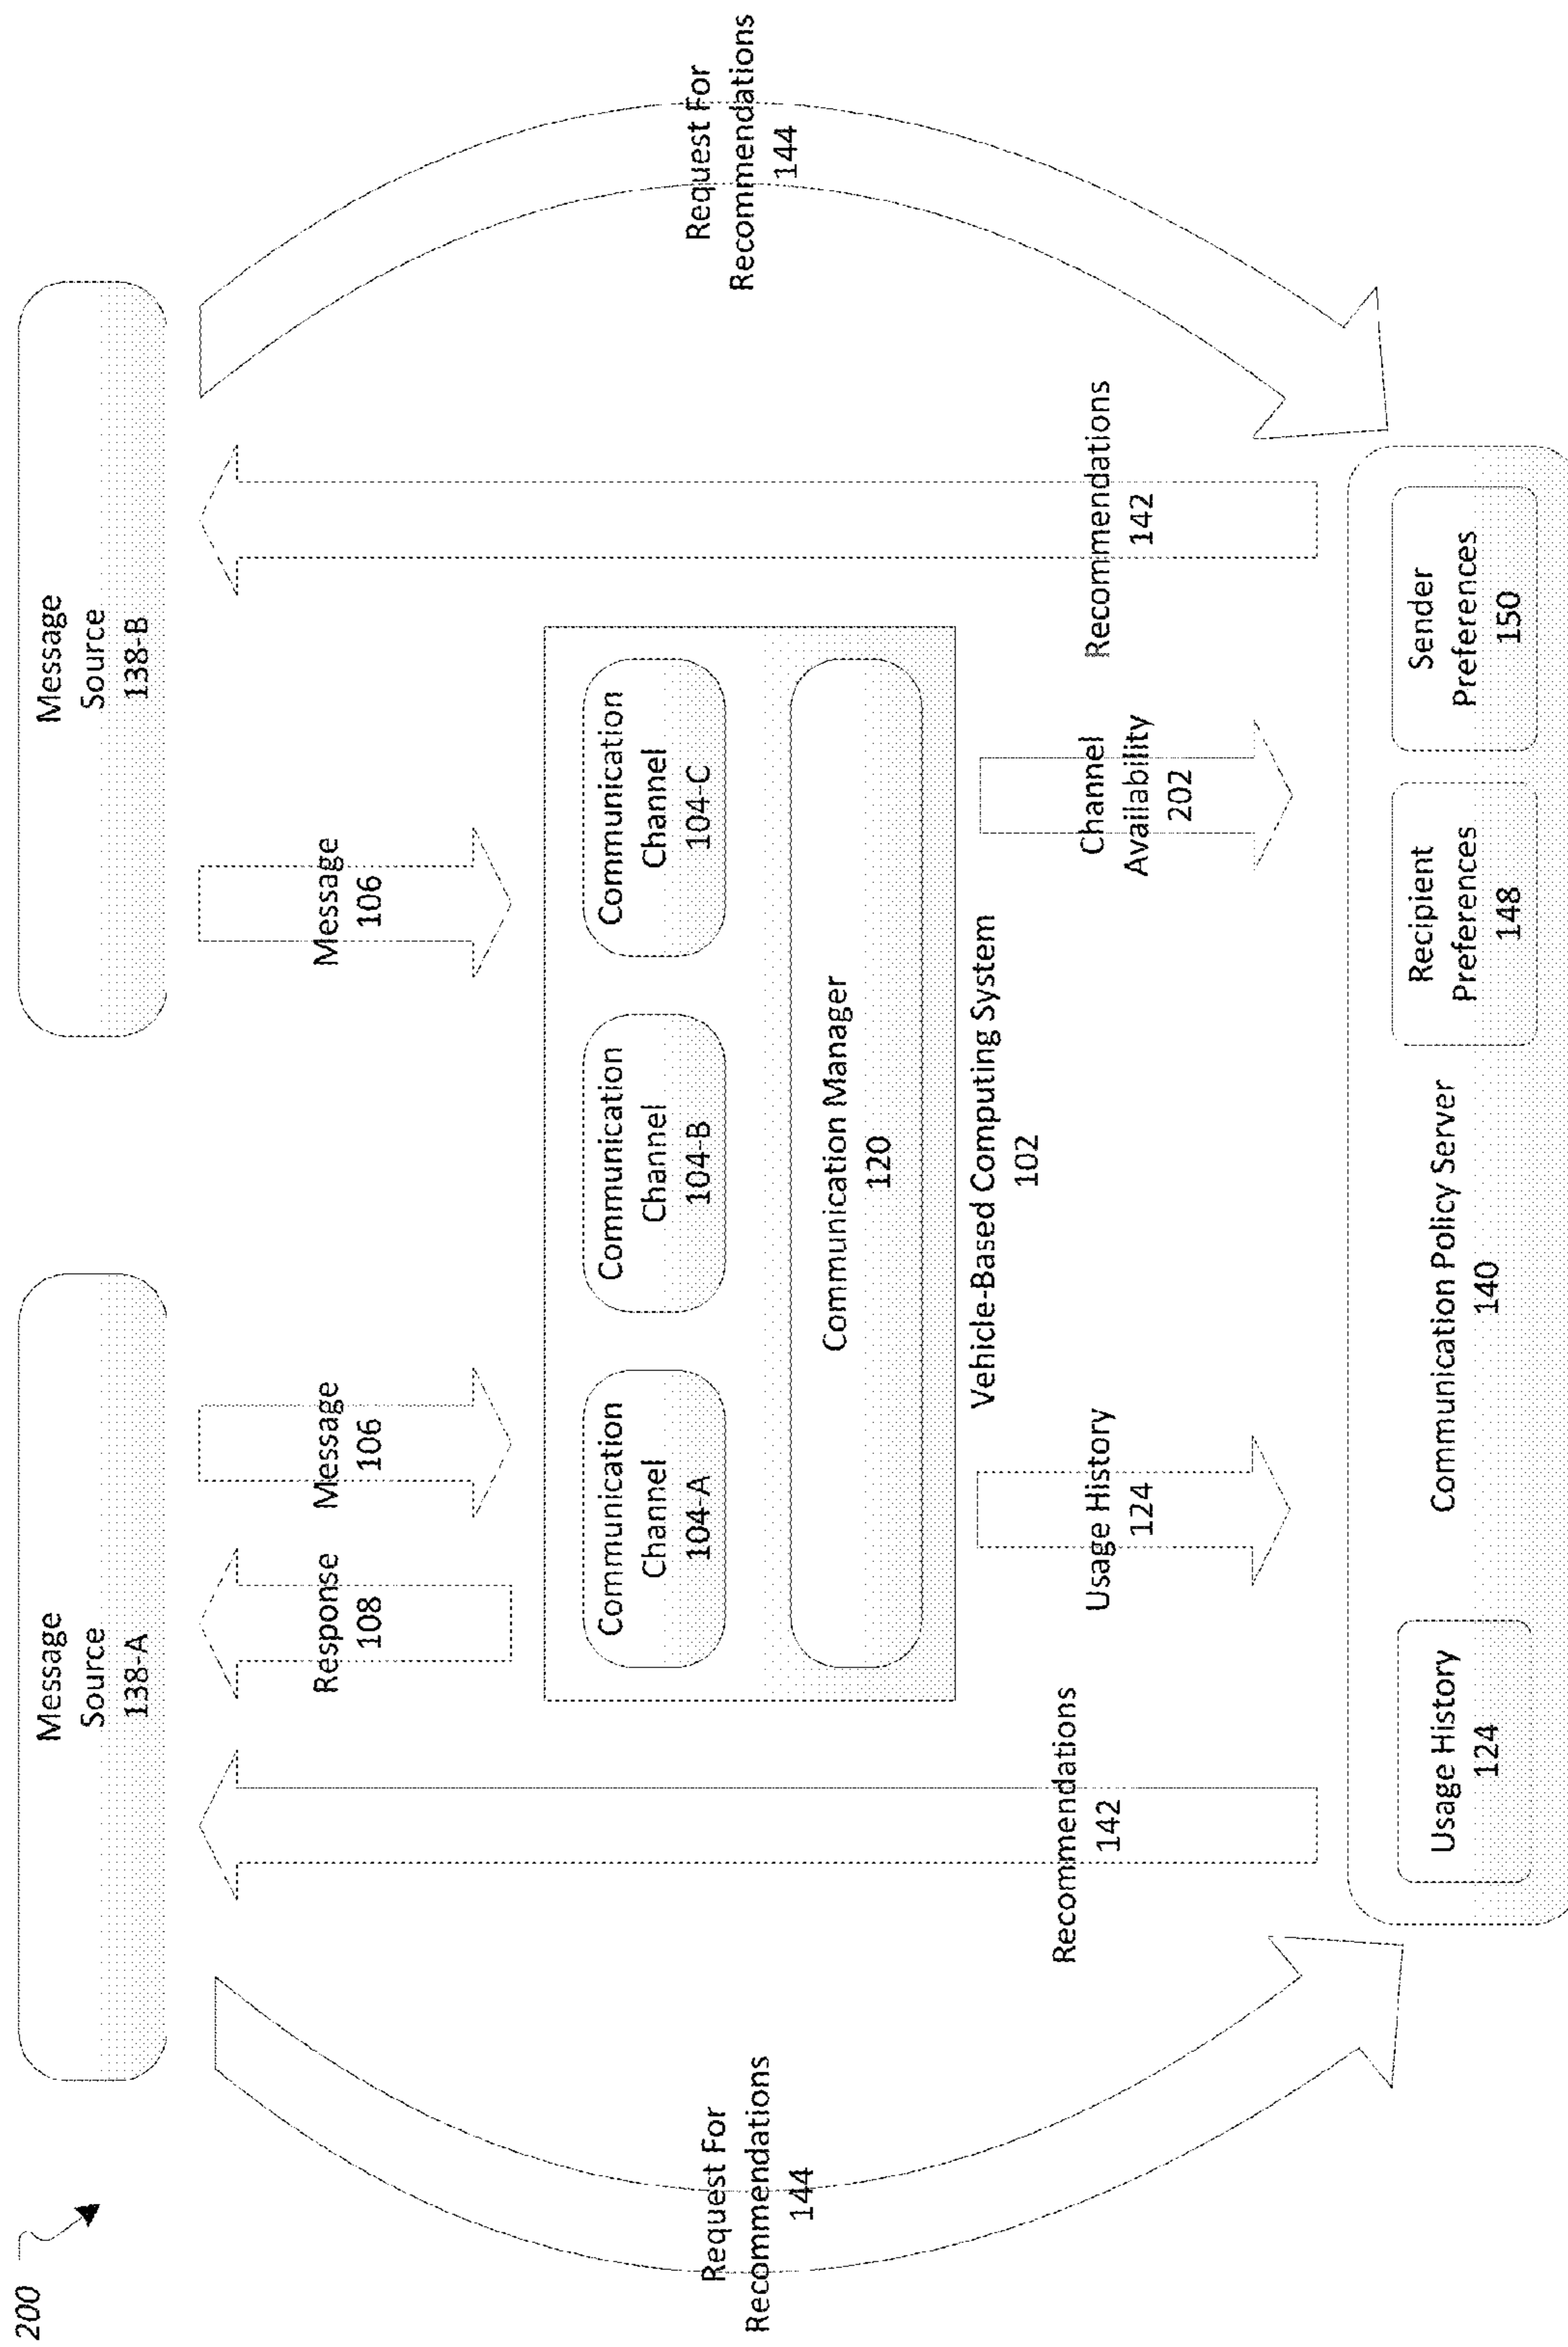 200
Message
Source
138-A
Message
Source
138-B
Request For
Recommendations
144
Recommendations
142
Response
108
Message
106
Message
106
Recommendations
142
Request For
Recommendations
144
Communication
Channel
104-A
Communication
Channel
104-B
Communication
Channel
104-C
Communication Manager
120
Vehicle-Based Computing System
102
Usage History
124
Channel
Availability
202
Usage History
124
Communication Policy Server
140
Recipient
Preferences
148
Sender
Preferences
150